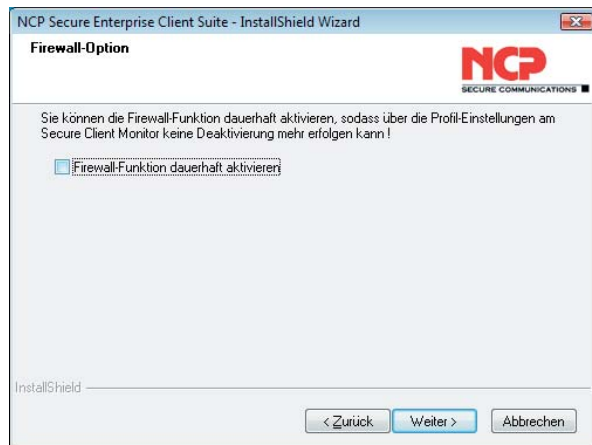 NCP Secure Enterprise Client Suite - InstallShield Wizard
Firewall-Option
NCP
SECURE COMMUNICATIONS
Sie können die Firewall-Funktion dauerhaft aktivieren, sodass über die Profil-Einstellungen am
Secure Client Monitor keine Deaktivierung mehr erfolgen kann !
Firewall-Funktion dauerhaft aktivieren
InstallShield
< Zurück
Weiter >
Abbrechen